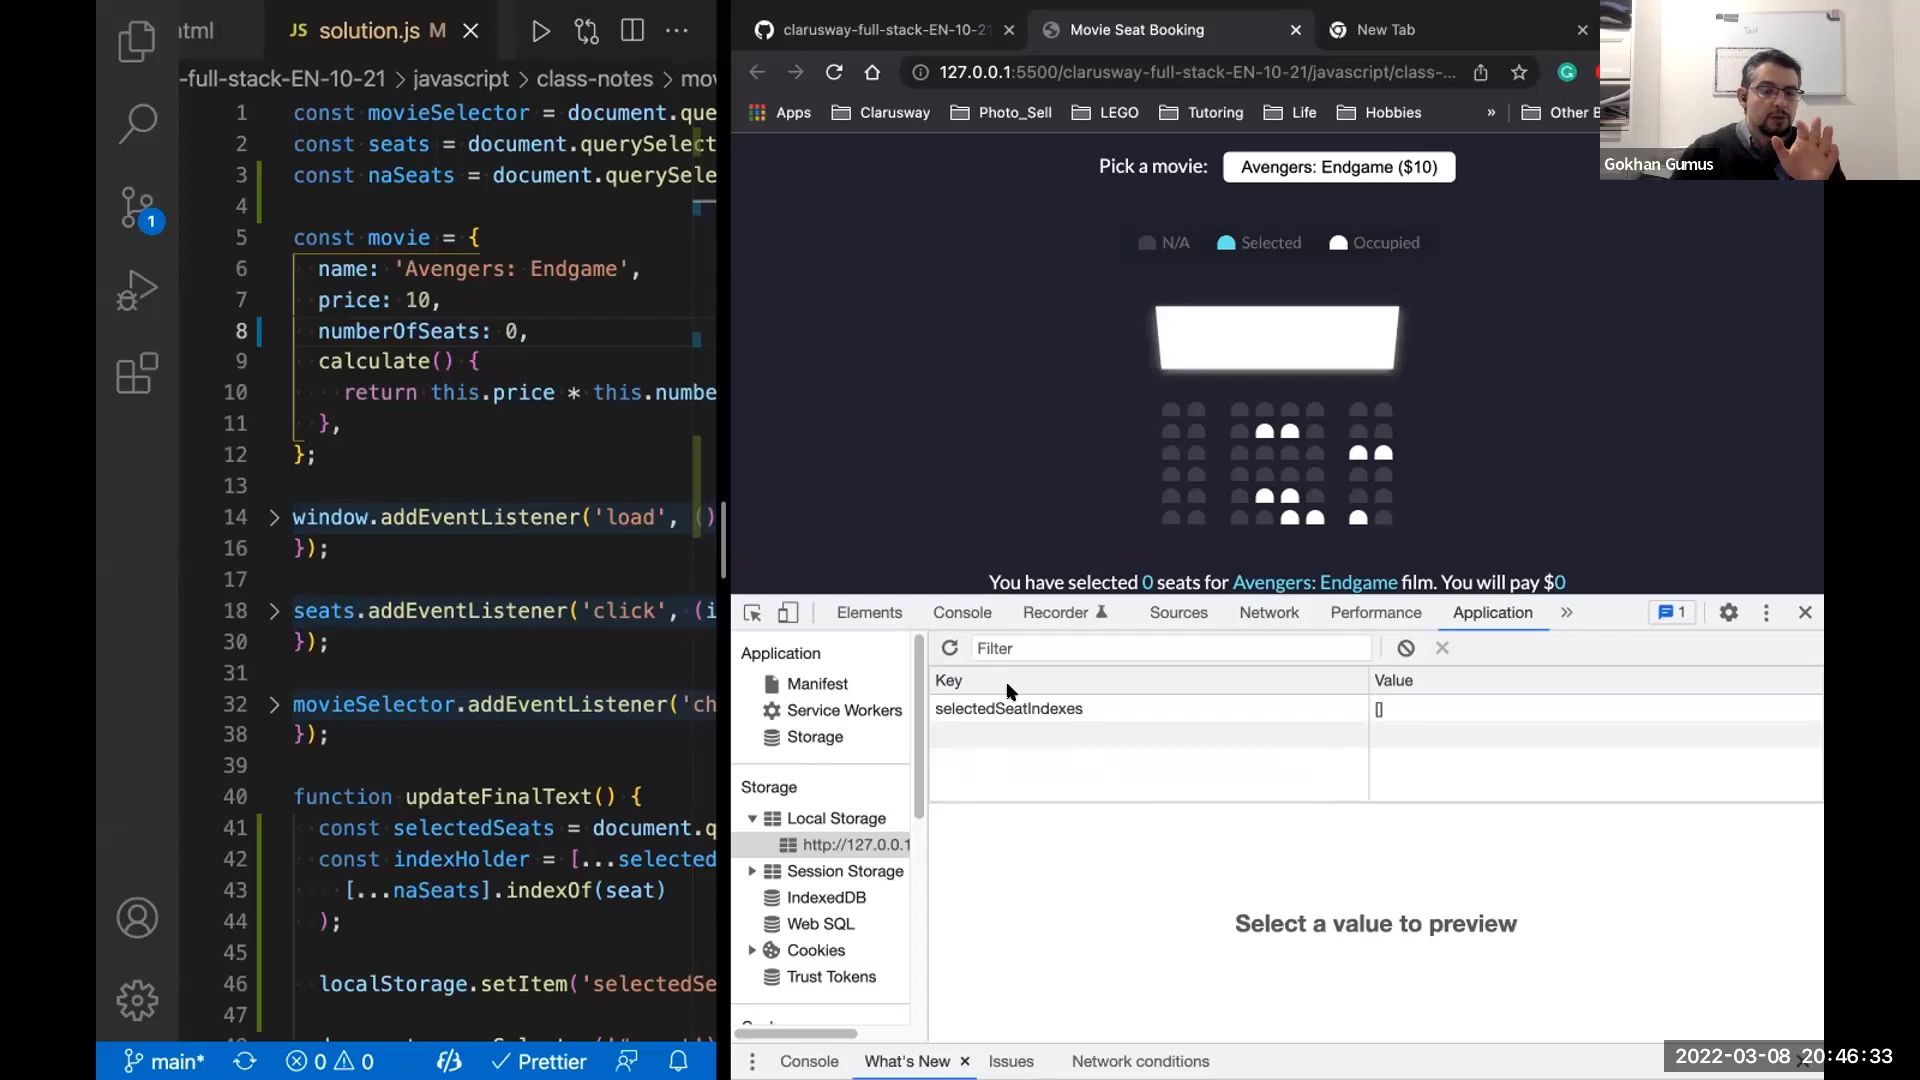 html
JS solution.js M
-full-stack-EN-10-21 > javascript > class-notes > mov
1 const movieSelector = document.que
2 const seats = document.querySelect
3 const naSeats = document.querySele
4
5 const movie = {
6 name: 'Avengers: Endgame',
7 price: 10,
8 numberOfSeats: 0,
9 calculate() {
10 return this.price * this.numbe
11 },
12 };
13
14 window.addEventListener('load', ()
16 });
17
18 seats.addEventListener('click', (i
30 });
31
32 movieSelector.addEventListener('ch
38 });
39
40 function updateFinalText() {
41 const selectedSeats = document.q
42 const indexHolder = [...selected
43 [...naSeats].indexOf(seat)
44 );
45
46 localStorage.setItem('selectedSe
47
1
main* 0 0 Prettier
clarusway-full-stack-EN-10-21 Movie Seat Booking New Tab
127.0.0.1:5500/clarusway-full-stack-EN-10-21/javascript/class-...
Apps Clarusway Photo_Sell LEGO Tutoring Life Hobbies » Other B
Gokhan Gumus
Pick a movie: Avengers: Endgame ($10)
N/A Selected Occupied
You have selected 0 seats for Avengers: Endgame film. You will pay $0
Elements Console Recorder Sources Network Performance Application » 1
Application
Manifest
Service Workers
Storage
Storage
Local Storage
http://127.0.0.1
Session Storage
IndexedDB
Web SQL
Cookies
Trust Tokens
Filter
Key Value
selectedSeatIndexes []
Select a value to preview
Console What's New Issues Network conditions
2022-03-08 20:46:33